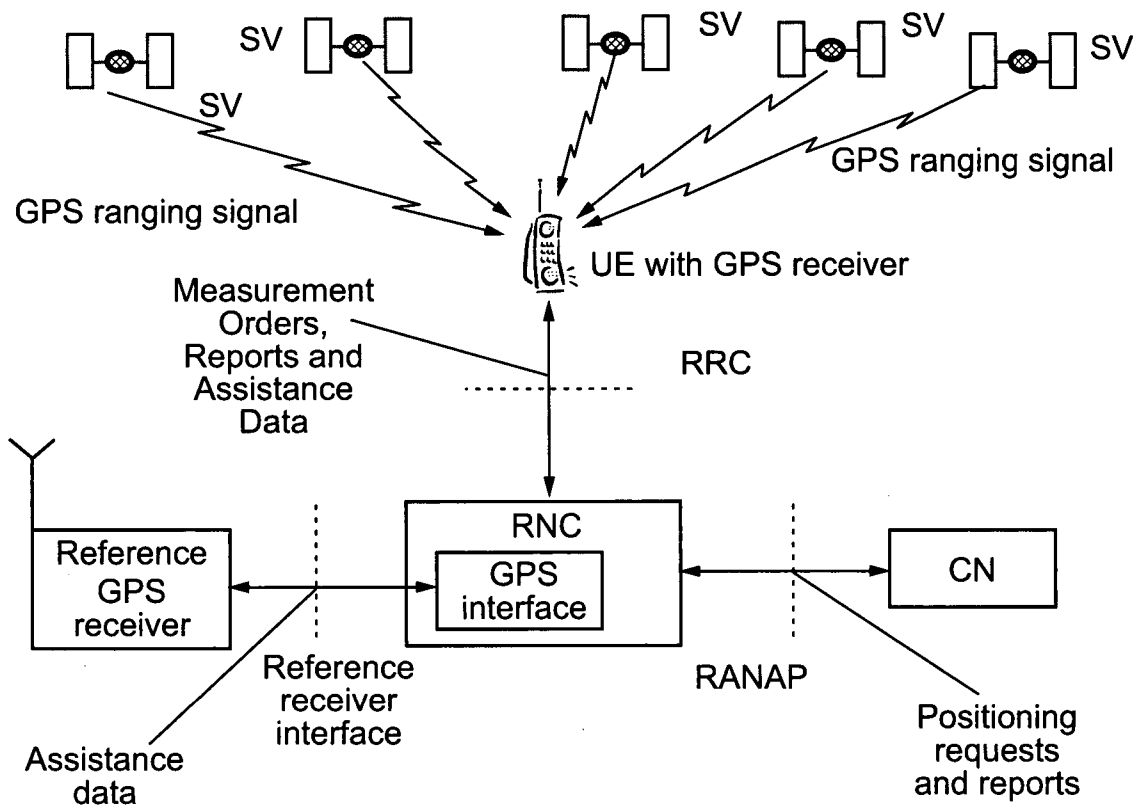 SV
SV
SV
SV
SV
GPS ranging signal
GPS ranging signal
UE with GPS receiver
Measurement
Orders,
Reports and
Assistance
Data
RRC
RNC
GPS
interface
Reference
GPS
receiver
CN
Reference
receiver
interface
RANAP
Assistance
data
Positioning
requests
and reports